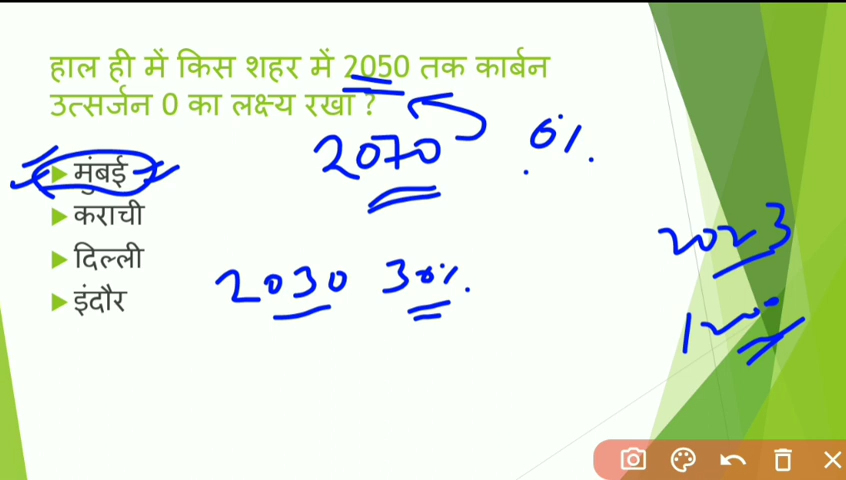 हाल ही में किस शहर में 2050 तक कार्बन
उत्सर्जन 0 का लक्ष्य रखा ?
2070 0%
मुंबई
कराची
2023
दिल्ली
2030 30%
इंदौर